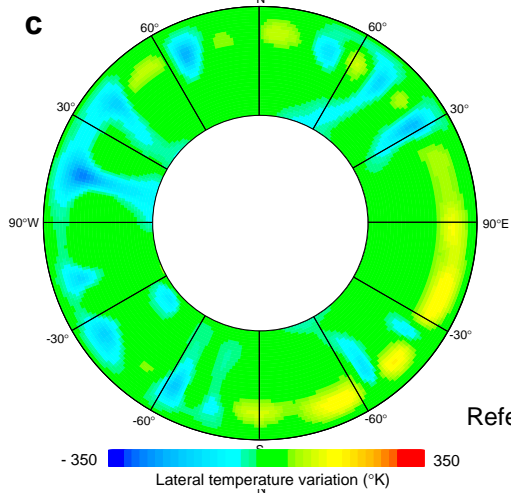 c
N
60°
60°
30°
30°
90°W
90°E
-30°
-30°
-60°
-60°
S
Refe
- 350
350
Lateral temperature variation (°K)
N